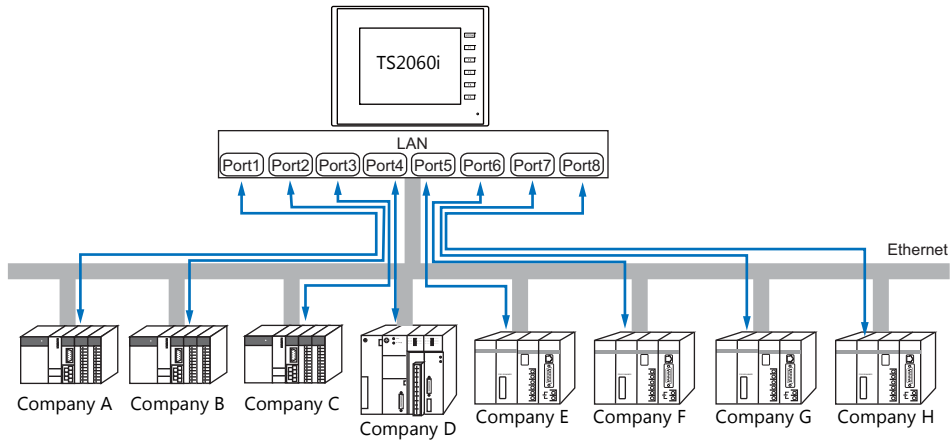 TS2060i
LAN
Port1 Port2 Port3 Port4 Port5 Port6 Port7 Port8
Ethernet
Company A Company B Company C Company D Company E Company F Company G Company H